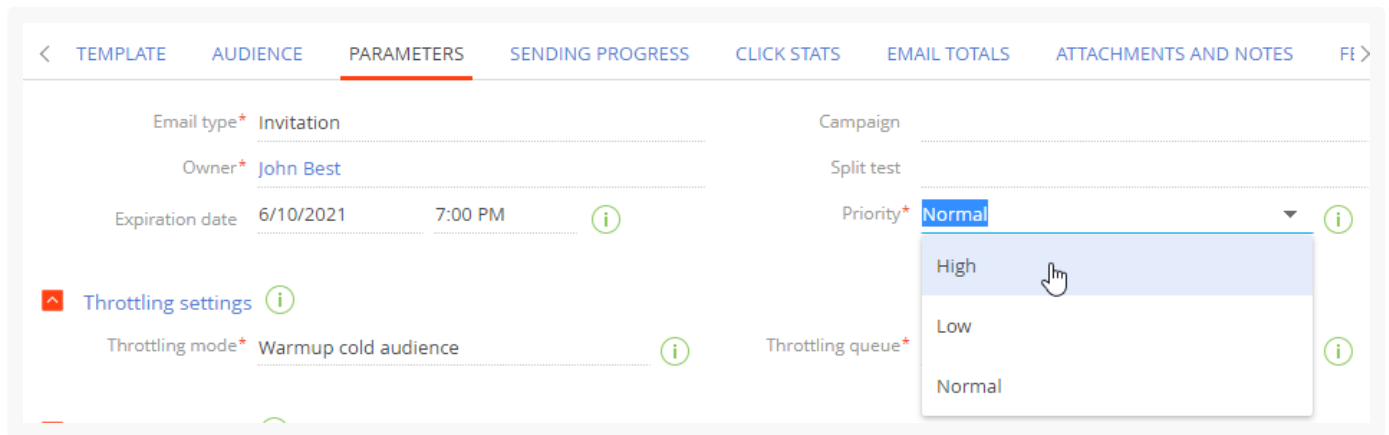 TEMPLATE AUDIENCE PARAMETERS SENDING PROGRESS CLICK STATS EMAIL TOTALS ATTACHMENTS AND NOTES
Email type* Invitation Campaign
Owner* John Best Split test
Expiration date 6/10/2021 7:00 PM Priority* Normal
High
Throttling settings
Low
Throttling mode* Warmup cold audience Throttling queue*
Normal